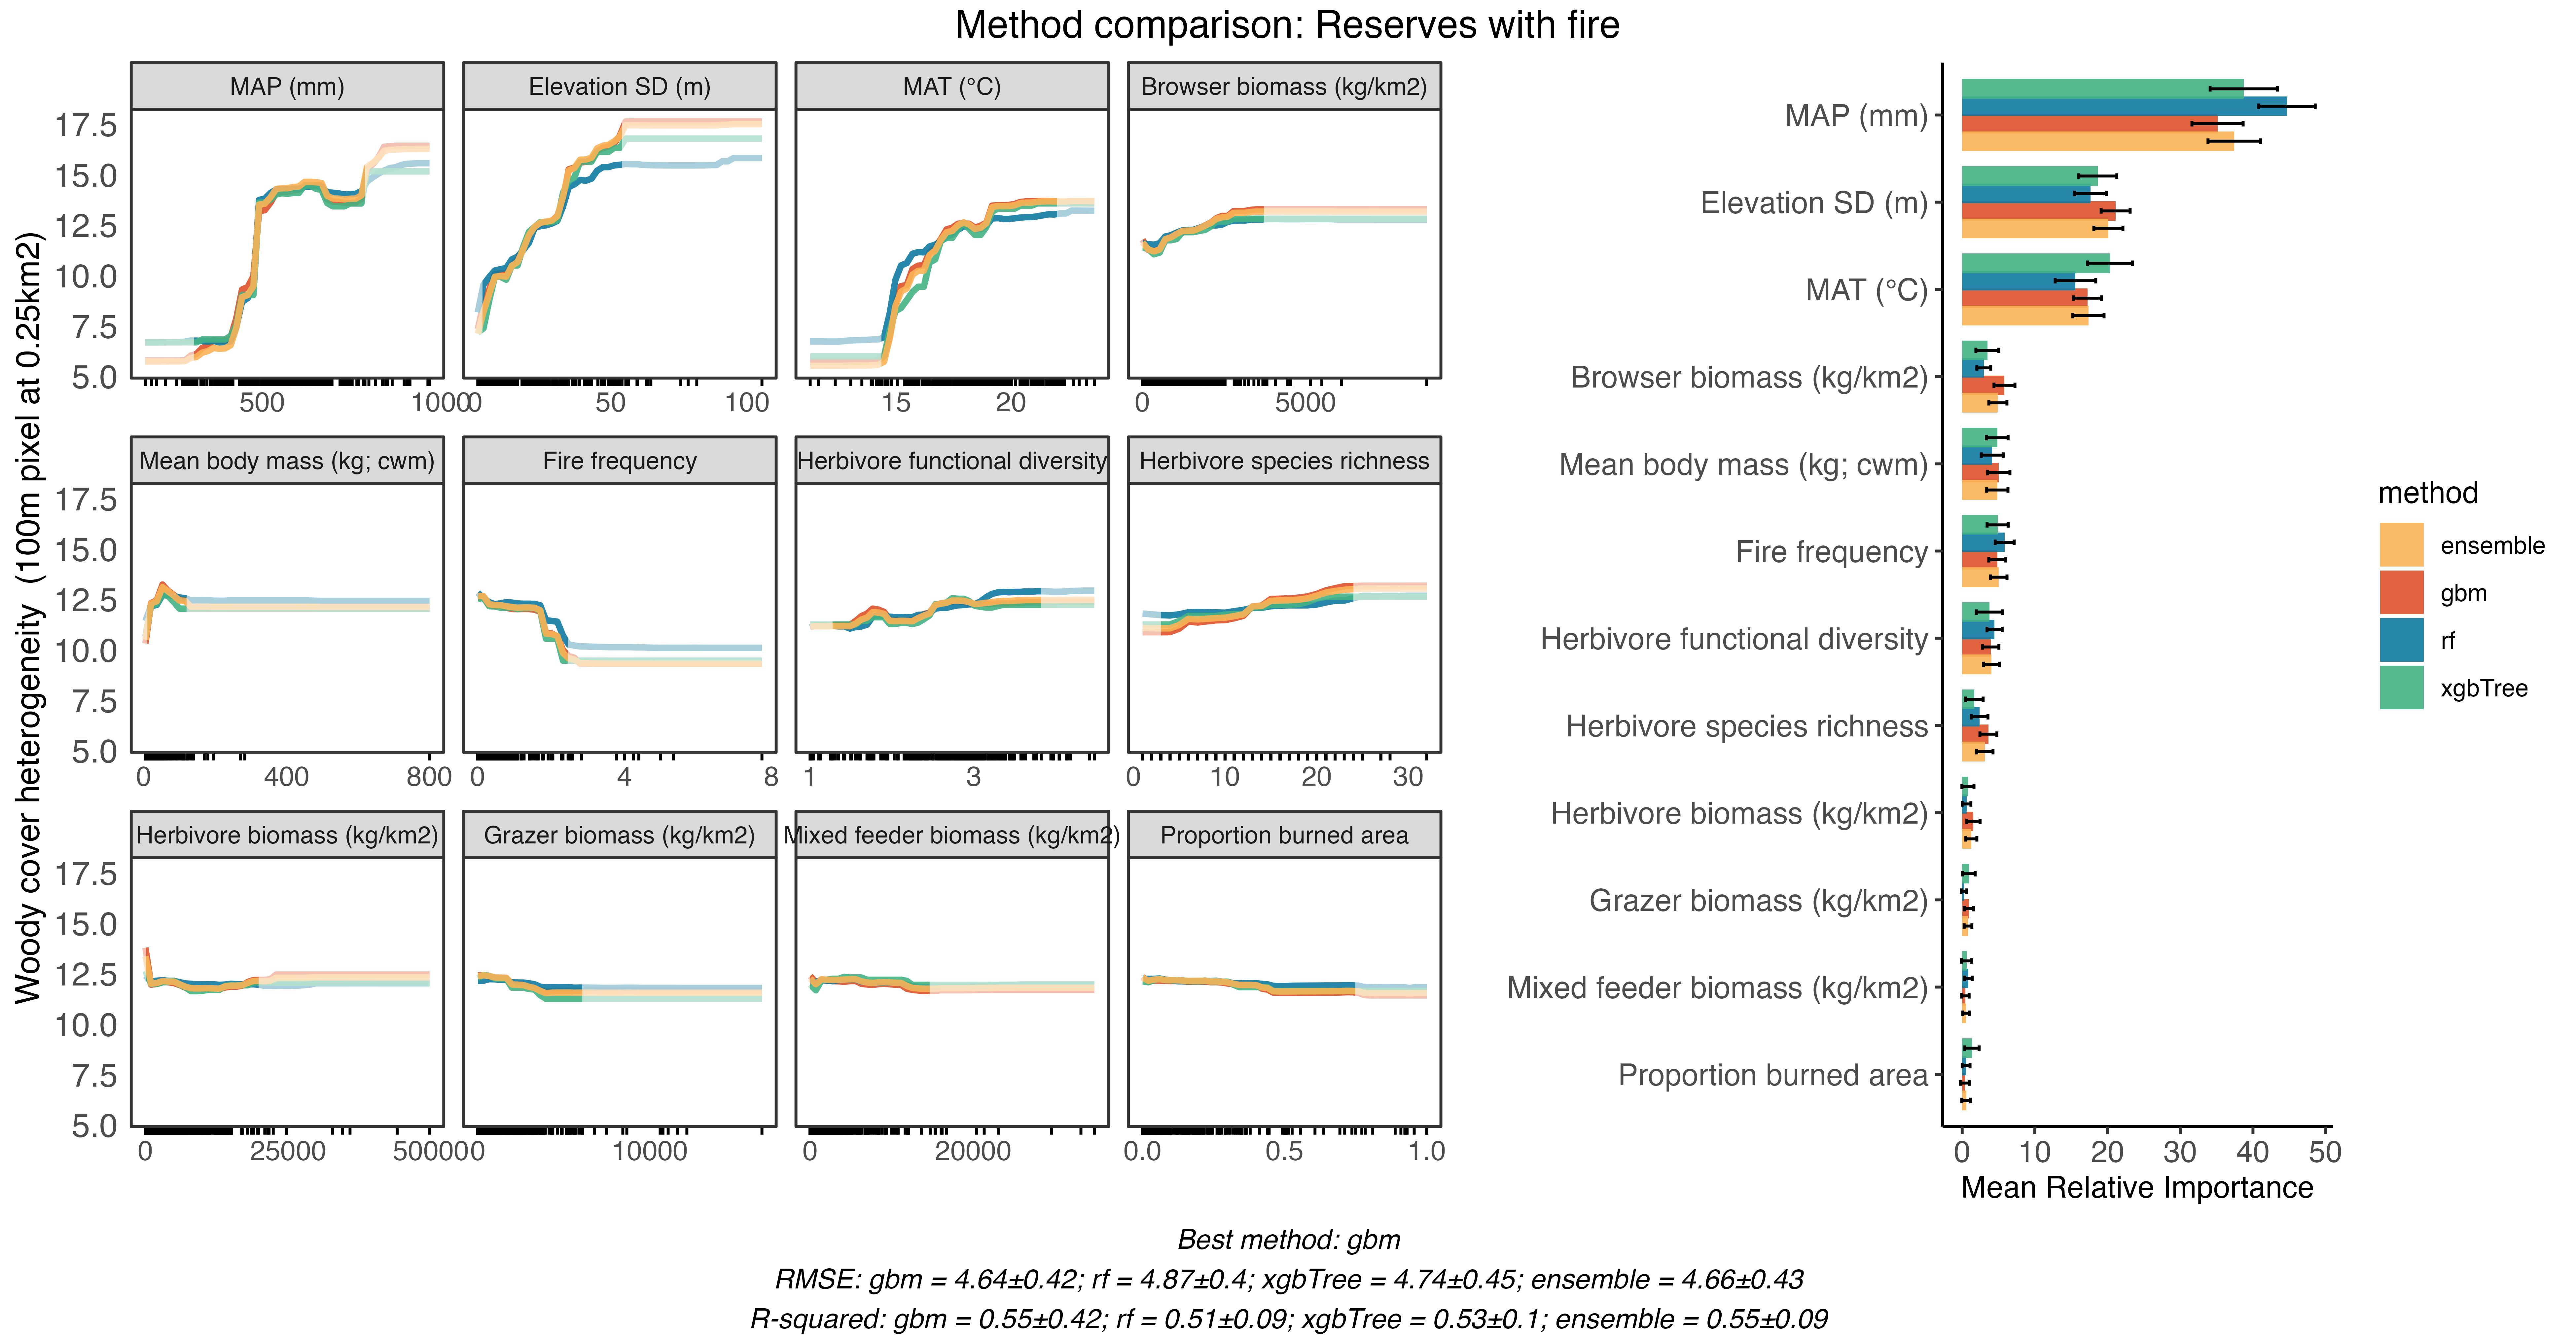 Method comparison: Reserves with fire
Woody cover heterogeneity  (100m pixel at 0.25km2)
MAP (mm)
Elevation SD (m)
MAT (°C)
Browser biomass (kg/km2)
17.5
15.0
12.5
10.0
7.5
5.0
500
1000
0
50
100
15
20
0
5000
Mean body mass (kg; cwm)
Fire frequency
Herbivore functional diversity
Herbivore species richness
17.5
15.0
12.5
10.0
7.5
5.0
0
400
800
0
4
8
1
3
0
10
20
30
Herbivore biomass (kg/km2)
Grazer biomass (kg/km2)
Mixed feeder biomass (kg/km2)
Proportion burned area
17.5
15.0
12.5
10.0
7.5
5.0
0
25000
50000
0
10000
0
20000
0.0
0.5
1.0
MAP (mm)
Elevation SD (m)
MAT (°C)
Browser biomass (kg/km2)
Mean body mass (kg; cwm)
Fire frequency
Herbivore functional diversity
Herbivore species richness
Herbivore biomass (kg/km2)
Grazer biomass (kg/km2)
Mixed feeder biomass (kg/km2)
Proportion burned area
0
10
20
30
40
50
Mean Relative Importance
method
ensemble
gbm
rf
xgbTree
Best method: gbm
RMSE: gbm = 4.64±0.42; rf = 4.87±0.4; xgbTree = 4.74±0.45; ensemble = 4.66±0.43
R-squared: gbm = 0.55±0.42; rf = 0.51±0.09; xgbTree = 0.53±0.1; ensemble = 0.55±0.09